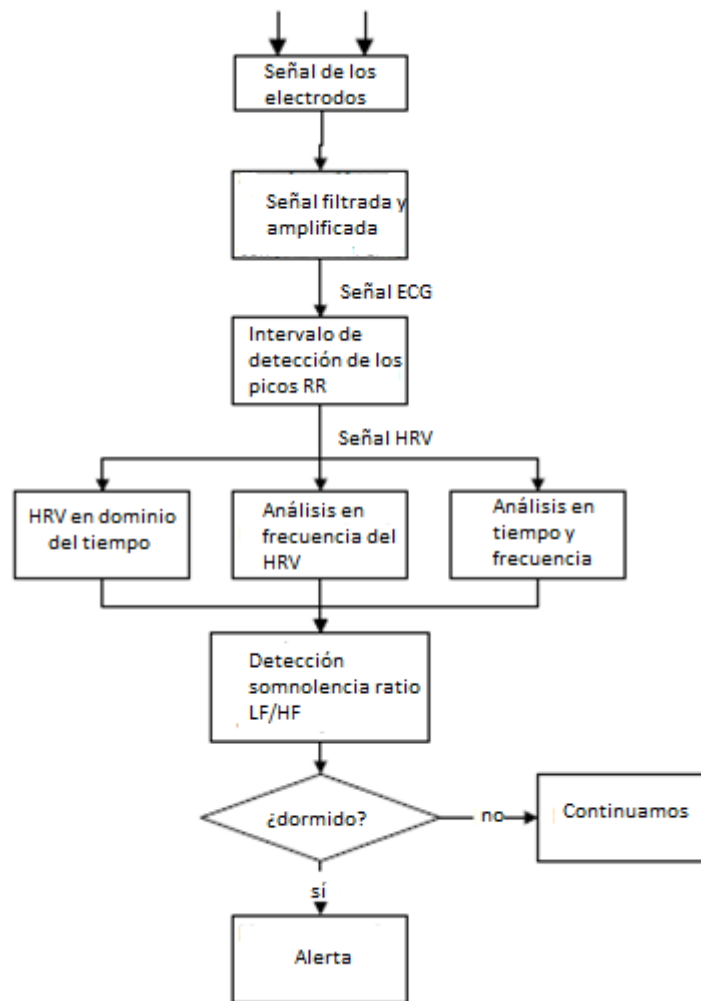 Señal de los
electrodos
Señal filtrada y
amplificada
Señal ECG
Intervalo de
detección de los
picos RR
Señal HRV
HRV en dominio
del tiempo
Análisis en
frecuencia del
HRV
Análisis en
tiempo y
frecuencia
Detección
somnolencia ratio
LF/HF
¿dormido?
no
Continuamos
sí
Alerta